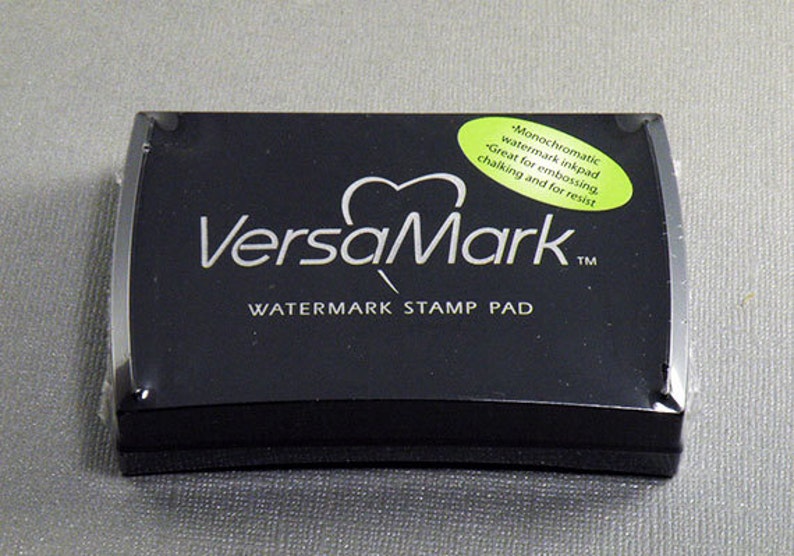 •Monochromatic
watermark inkpad
•Great for embossing,
chalking and for resist
VersaMark™
WATERMARK STAMP PAD